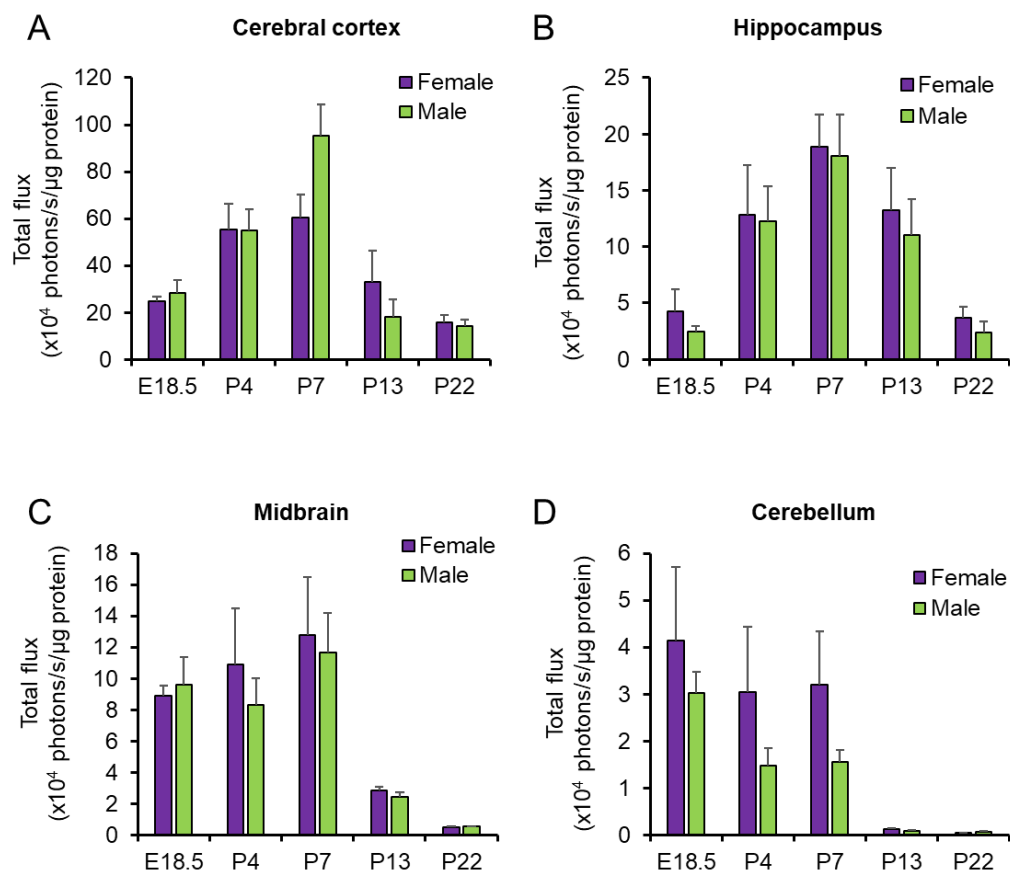 A
Cerebral cortex
Total flux
(x10⁴ photons/s/µg protein)
120
100
80
60
40
20
0
Female
Male
E18.5 P4 P7 P13 P22
B
Hippocampus
Total flux
(x10⁴ photons/s/µg protein)
25
20
15
10
5
0
Female
Male
E18.5 P4 P7 P13 P22
C
Midbrain
Total flux
(x10⁴ photons/s/µg protein)
18
16
14
12
10
8
6
4
2
0
Female
Male
E18.5 P4 P7 P13 P22
D
Cerebellum
Total flux
(x10⁴ photons/s/µg protein)
6
5
4
3
2
1
0
Female
Male
E18.5 P4 P7 P13 P22